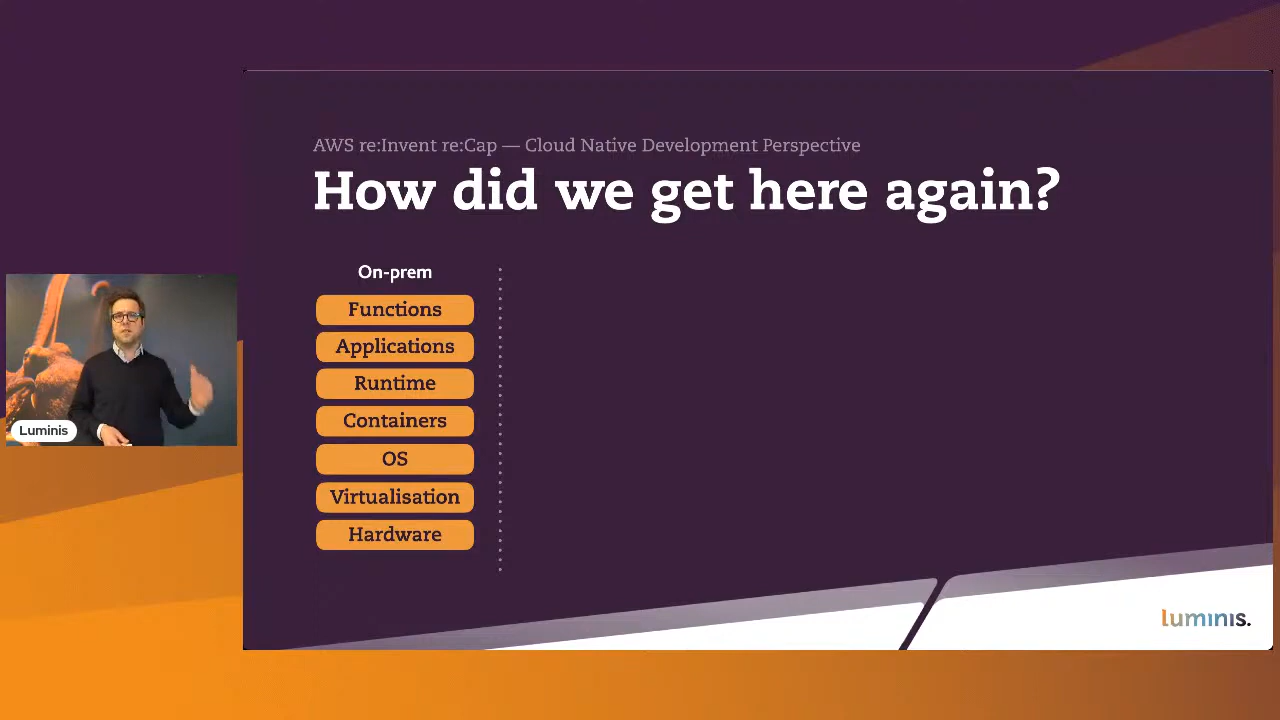 AWS re:Invent re:Cap — Cloud Native Development Perspective
How did we get here again?
On-prem
Functions
Applications
Runtime
Containers
OS
Virtualisation
Hardware
Luminis
luminis.